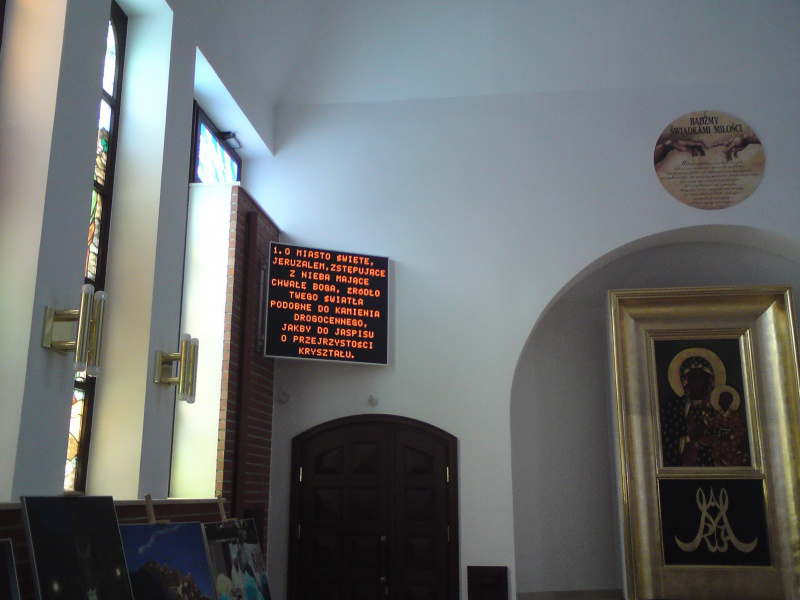 1.O MIASTO ŚWIĘTE,
JERUZALEM,ZSTĘPUJĄCE
Z NIEBA MAJĄCE
CHWAŁĘ BOGA, ŹRÓDŁO
TWEGO ŚWIATŁA
PODOBNE DO KAMIENIA
DROGOCENNEGO,
JAKBY DO JASPISU
O PRZEJRZYSTOŚCI
KRYSZTAŁU.
BĄDŹMY
ŚWIADKAMI MIŁOŚCI